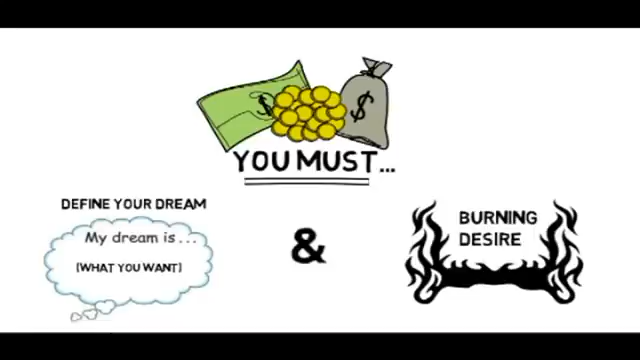 $ $
YOU MUST...
DEFINE YOUR DREAM
My dream is ...
(WHAT YOU WANT)
&
BURNING
DESIRE